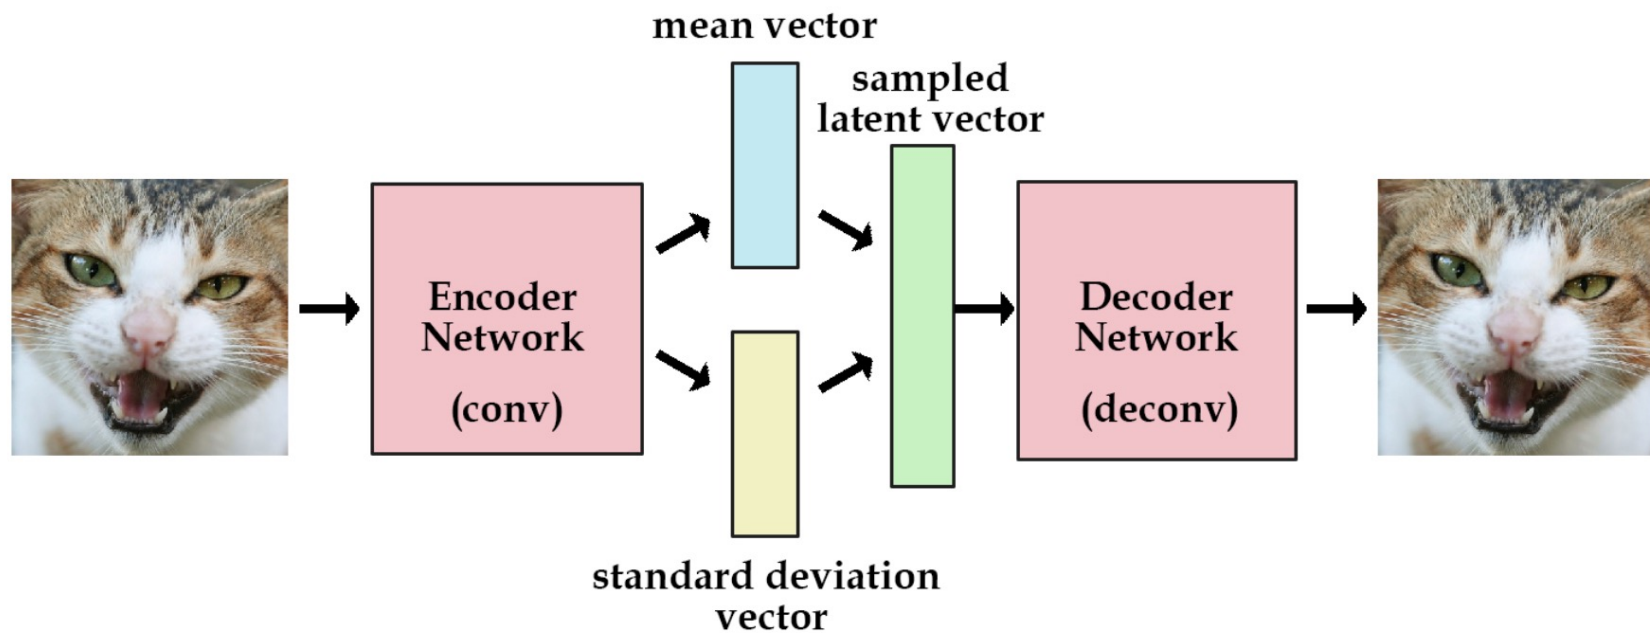 mean vector
sampled
latent vector
Encoder
Network
(conv)
Decoder
Network
(deconv)
standard deviation
vector